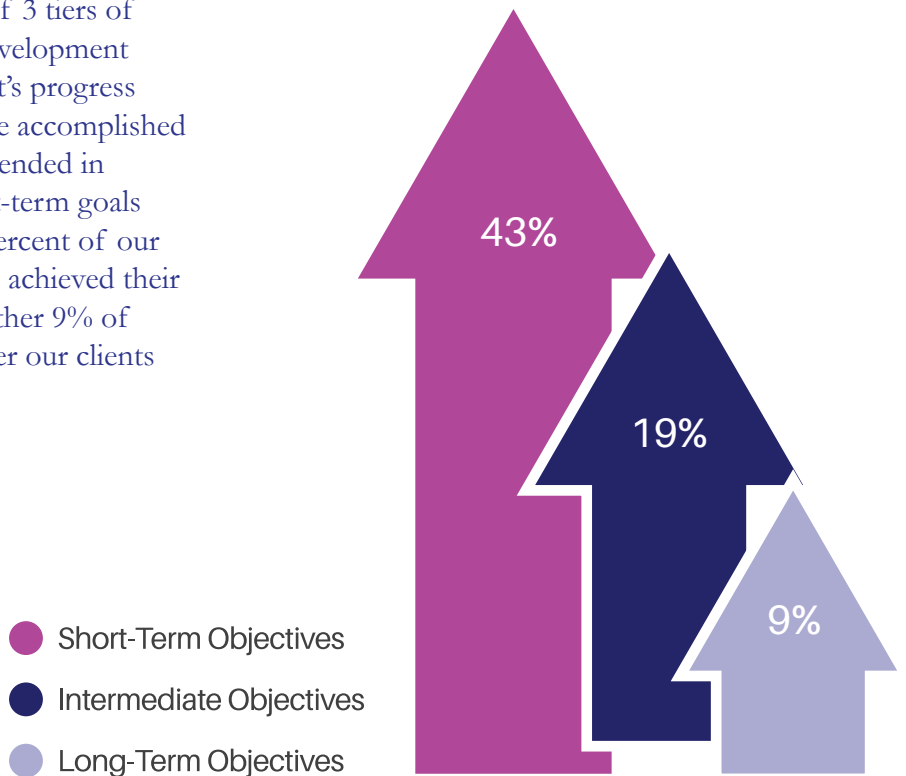 f 3 tiers of
velopment
t's progress
e accomplished
ended in
-term goals
ercent of our
achieved their
ther 9% of
er our clients
43%
19%
9%
Short-Term Objectives
Intermediate Objectives
Long-Term Objectives